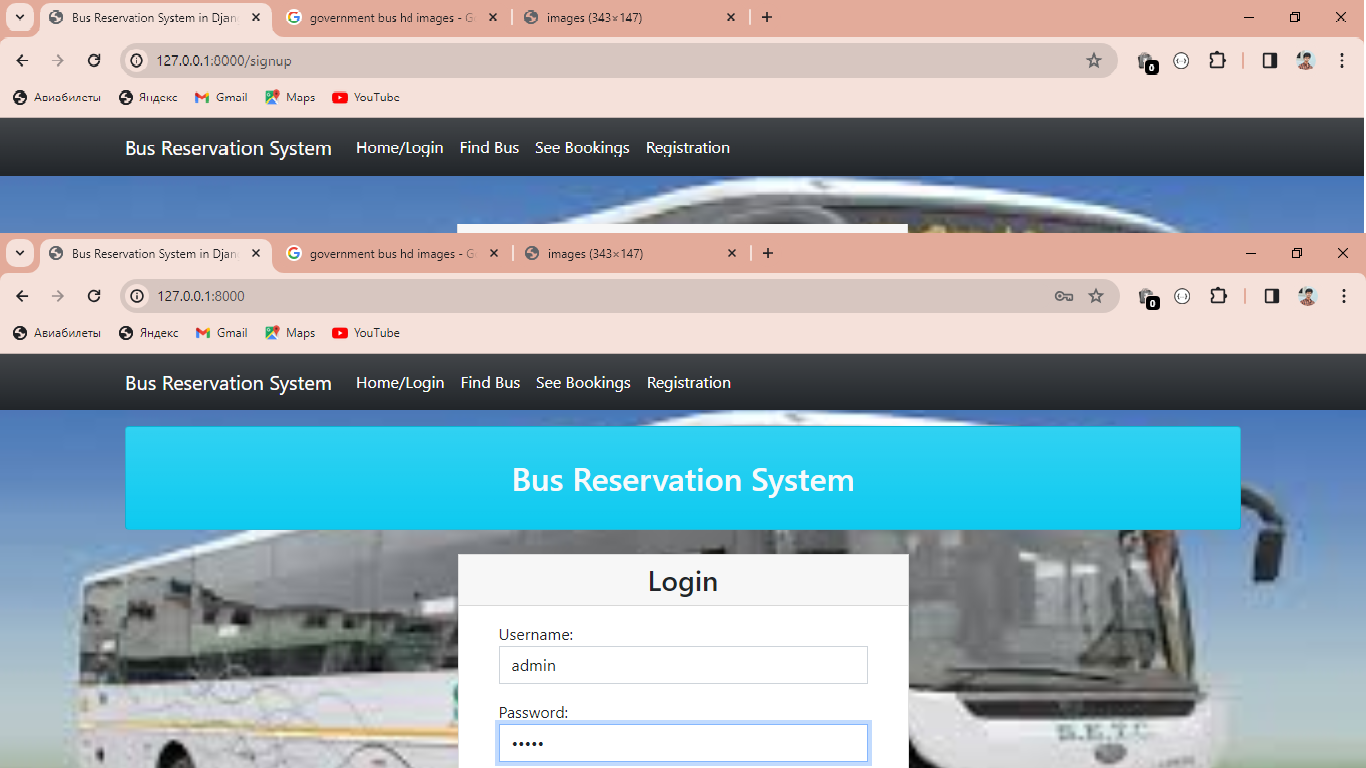 Bus Reservation System in Djan
government bus hd images - G
images (343×147)
127.0.0.1:8000/signup
0
Авиабилеты Яндекс Gmail Maps YouTube
Bus Reservation System Home/Login Find Bus See Bookings Registration
Bus Reservation System in Djan
government bus hd images - G
images (343×147)
127.0.0.1:8000
0
Авиабилеты Яндекс Gmail Maps YouTube
Bus Reservation System Home/Login Find Bus See Bookings Registration
Bus Reservation System
Login
Username:
admin
Password:
•••••
S.E.T.C